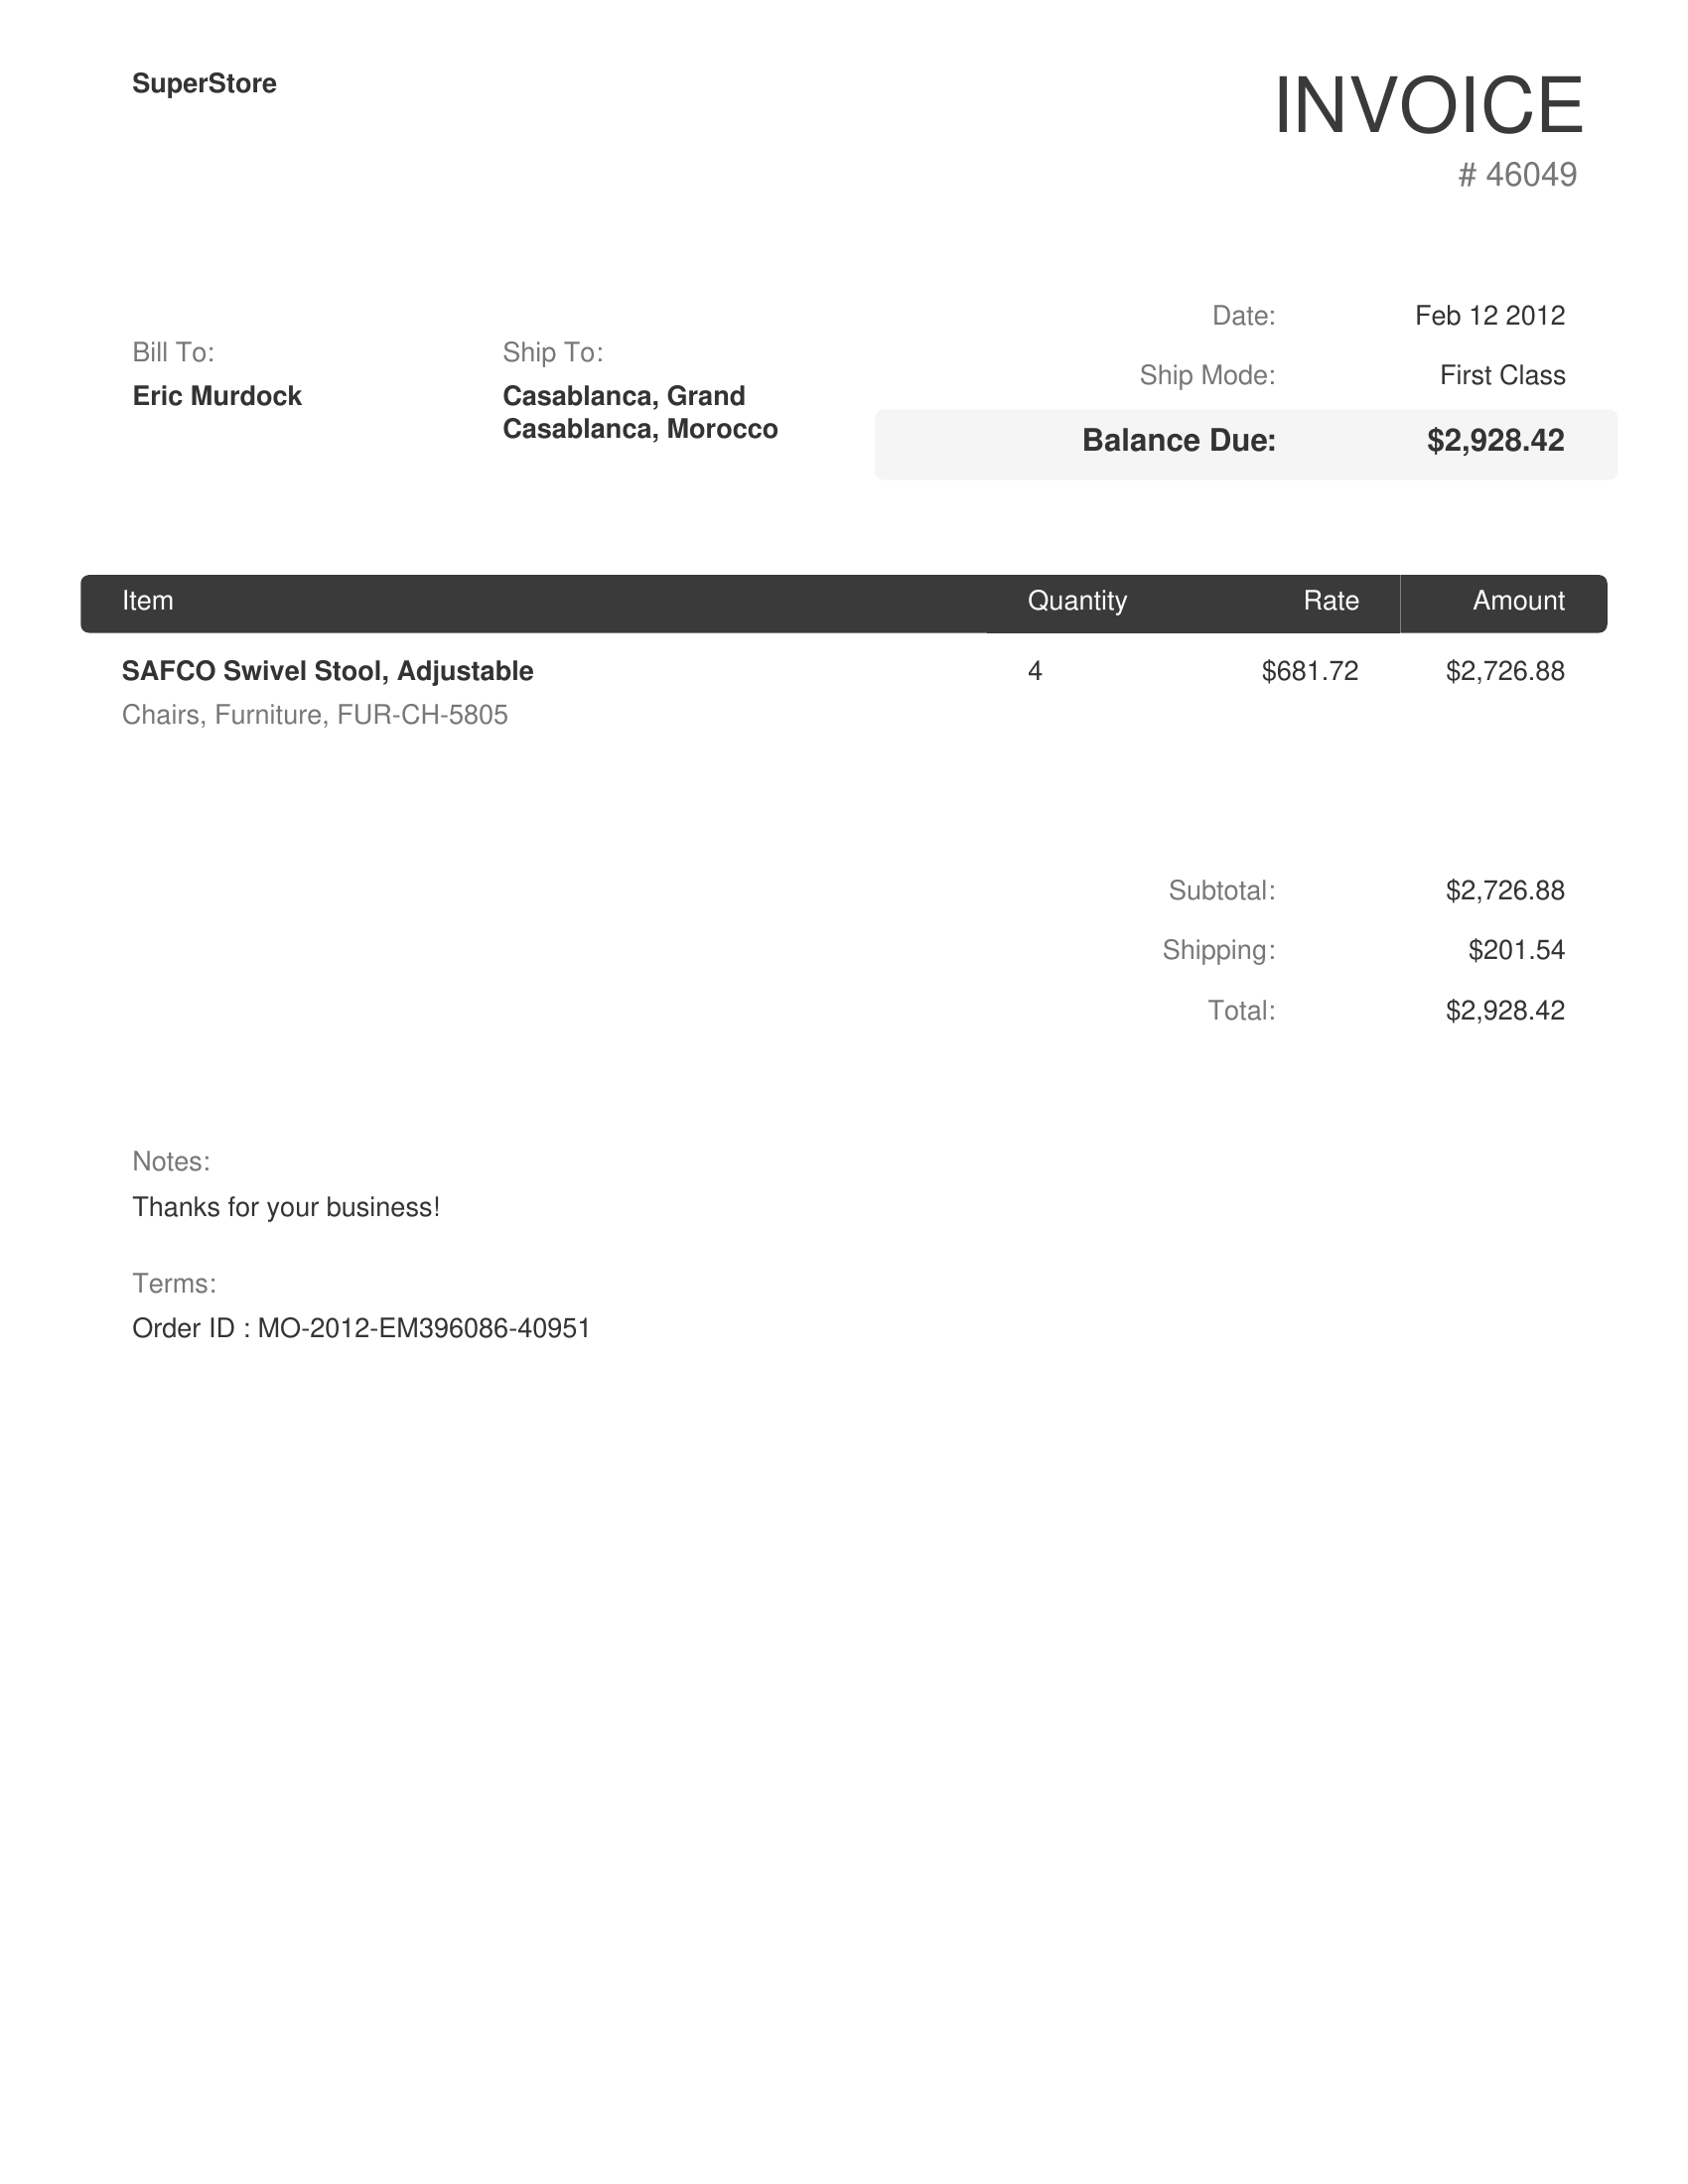 SuperStore
INVOICE
# 46049
Date: Feb 12 2012
Ship Mode: First Class
Balance Due: $2,928.42
Bill To:
Eric Murdock
Ship To:
Casablanca, Grand
Casablanca, Morocco
Item Quantity Rate Amount
SAFCO Swivel Stool, Adjustable 4 $681.72 $2,726.88
Chairs, Furniture, FUR-CH-5805
Subtotal: $2,726.88
Shipping: $201.54
Total: $2,928.42
Notes:
Thanks for your business!
Terms:
Order ID : MO-2012-EM396086-40951